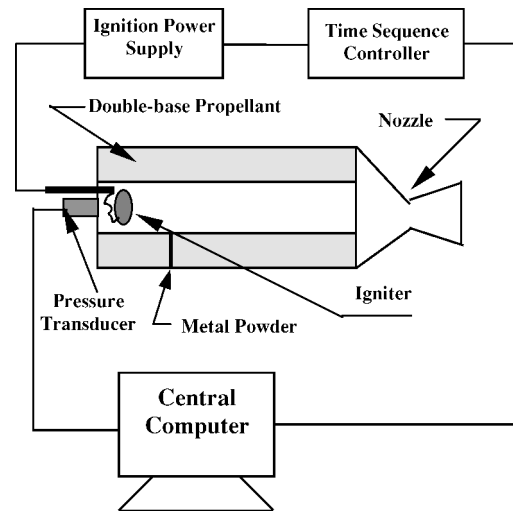 Ignition Power
Supply
Time Sequence
Controller
Double-base Propellant
Nozzle
Igniter
Pressure
Transducer
Metal Powder
Central
Computer